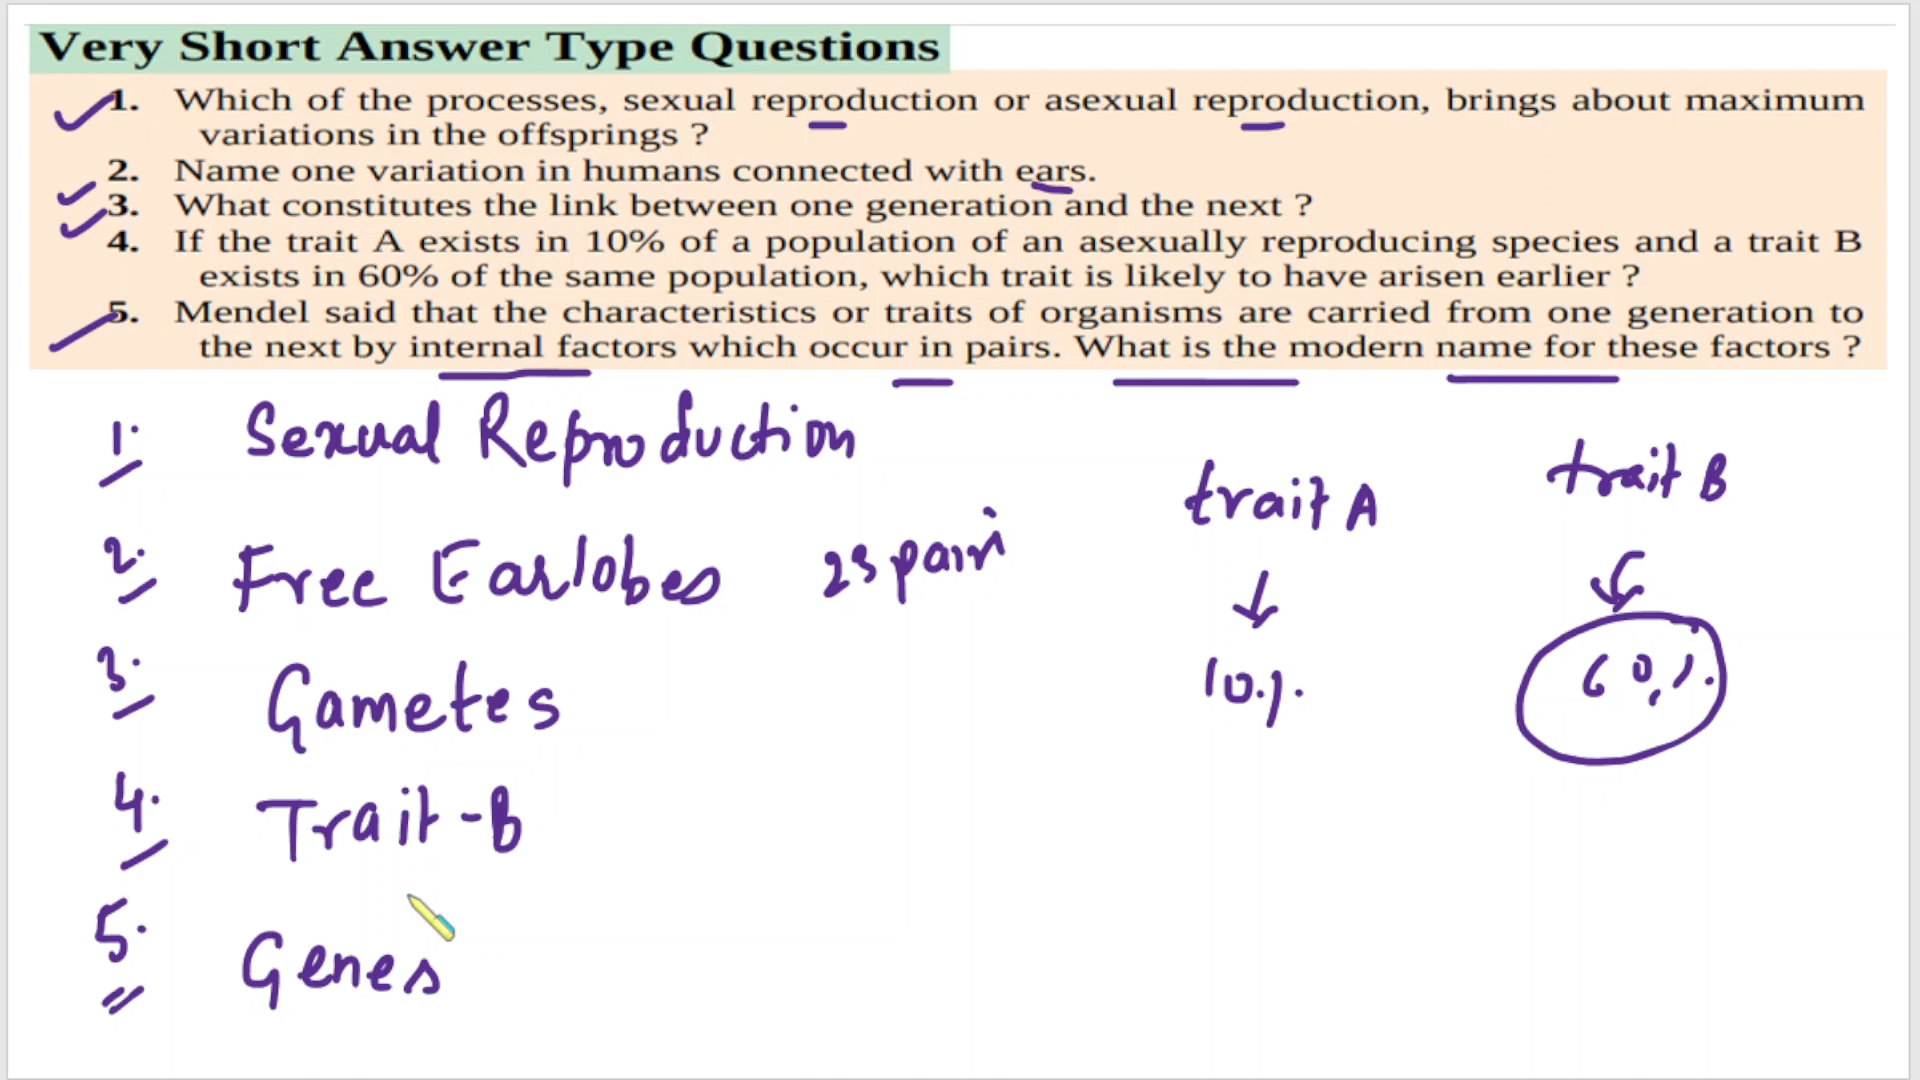 Very Short Answer Type Questions
1. Which of the processes, sexual reproduction or asexual reproduction, brings about maximum
variations in the offsprings ?
2. Name one variation in humans connected with ears.
3. What constitutes the link between one generation and the next ?
4. If the trait A exists in 10% of a population of an asexually reproducing species and a trait B
exists in 60% of the same population, which trait is likely to have arisen earlier ?
5. Mendel said that the characteristics or traits of organisms are carried from one generation to
the next by internal factors which occur in pairs. What is the modern name for these factors ?
1. Sexual Reproduction
trait A
trait B
2. Free Earlobes
23 pair
10%.
60%.
3. Gametes
4. Trait-B
5. Genes